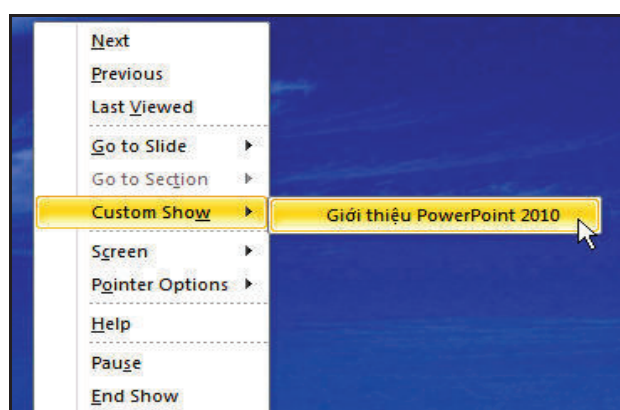 Next
Previous
Last Viewed
Go to Slide
Go to Section
Custom Show
Giới thiệu PowerPoint 2010
Screen
Pointer Options
Help
Pause
End Show